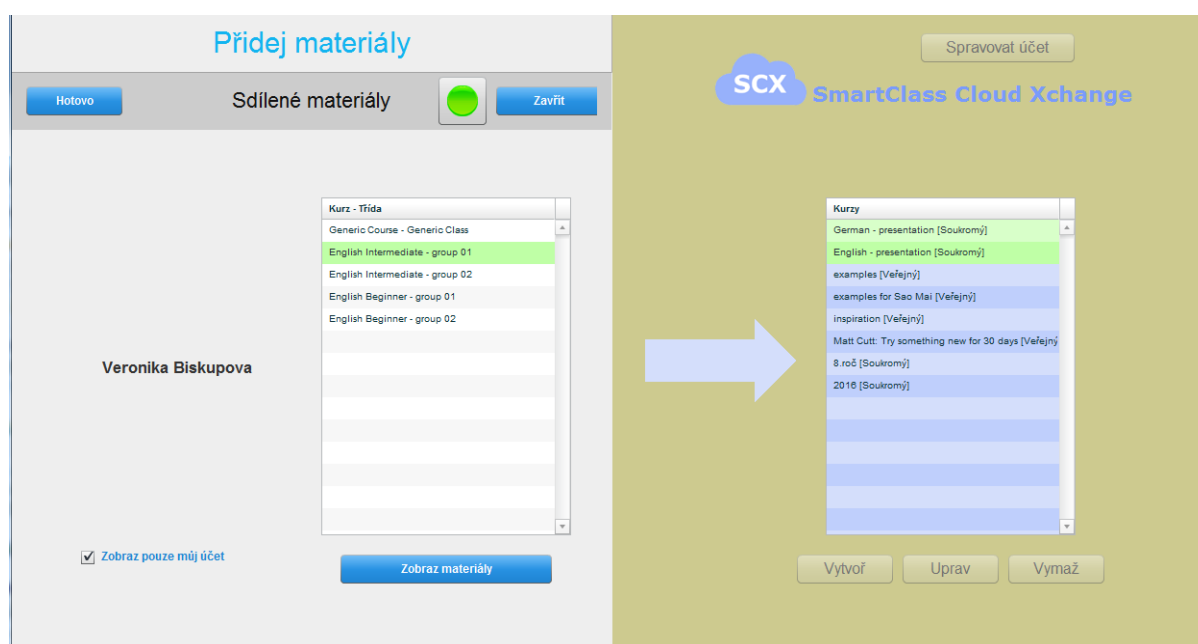 Přidej materiály
Hotovo
Sdílené materiály
Zavřít
Veronika Biskupova
Zobraz pouze můj účet
Kurz - Třída
Generic Course - Generic Class
English Intermediate - group 01
English Intermediate - group 02
English Beginner - group 01
English Beginner - group 02
Zobraz materiály
Spravovat účet
SCX SmartClass Cloud Xchange
Kurzy
German - presentation [Soukromý]
English - presentation [Soukromý]
examples [Veřejný]
examples for Sao Mai [Veřejný]
inspiration [Veřejný]
Matt Cutt: Try something new for 30 days [Veřejný
8.roč [Soukromý]
2016 [Soukromý]
Vytvoř
Uprav
Vymaž